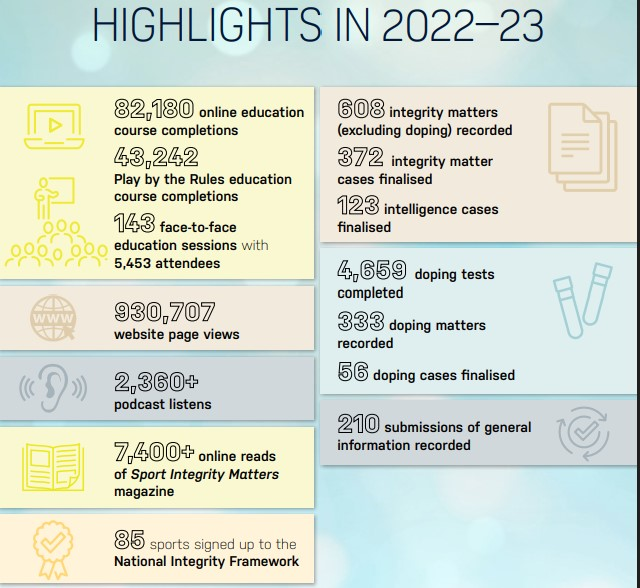 HIGHLIGHTS IN 2022–23
82,180 online education
course completions
43,242
Play by the Rules education
course completions
143 face-to-face
education sessions with
5,453 attendees
WWW
930,707
website page views
2,360+
podcast listens
7,400+ online reads
of Sport Integrity Matters
magazine
85 sports signed up to the
National Integrity Framework
608 integrity matters
(excluding doping) recorded
372 integrity matter
cases finalised
123 intelligence cases
finalised
4,659 doping tests
completed
333 doping matters
recorded
56 doping cases finalised
210 submissions of general
information recorded